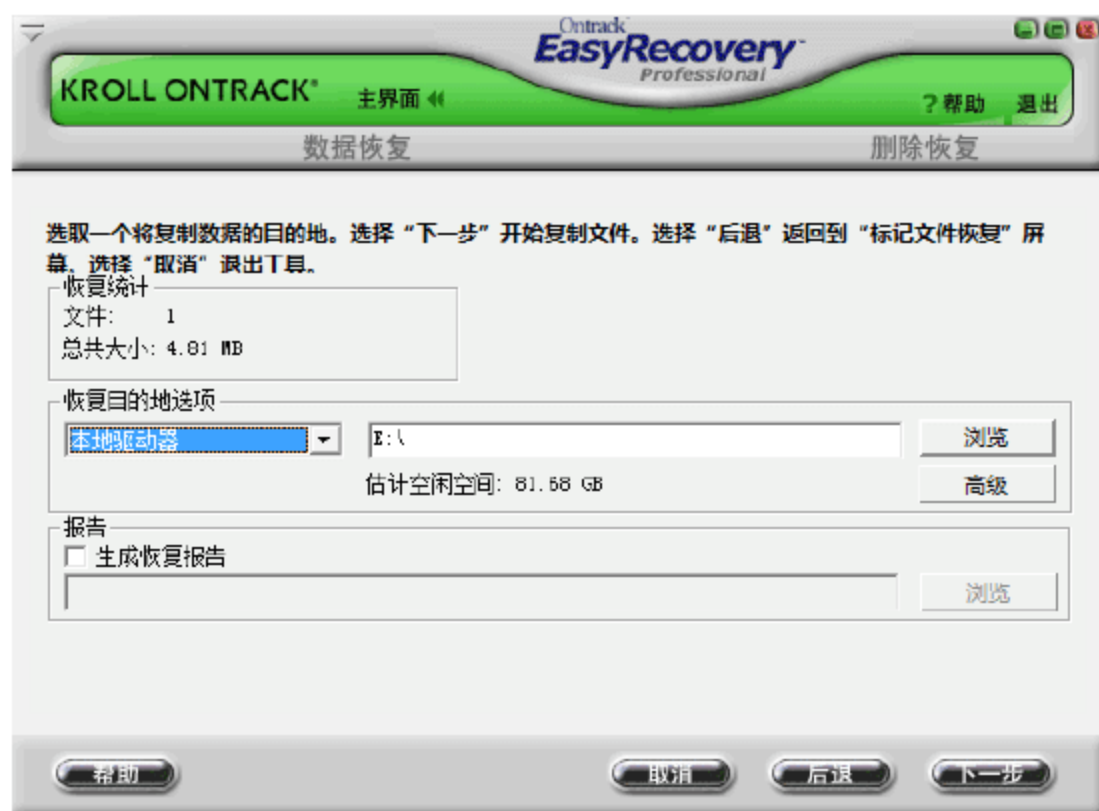 Ontrack
EasyRecovery
Professional
KROLL ONTRACK®
主界面
?帮助 退出
数据恢复 删除恢复
选取一个将复制数据的目的地。选择“下一步”开始复制文件。选择“后退”返回到“标记文件恢复”屏
幕。选择“取消”退出工具。
恢复统计
文件: 1
总共大小: 4.81 MB
恢复目的地选项
本地驱动器 E:\ 浏览
估计空闲空间: 81.68 GB 高级
报告
生成恢复报告
浏览
帮助 取消 后退 下一步